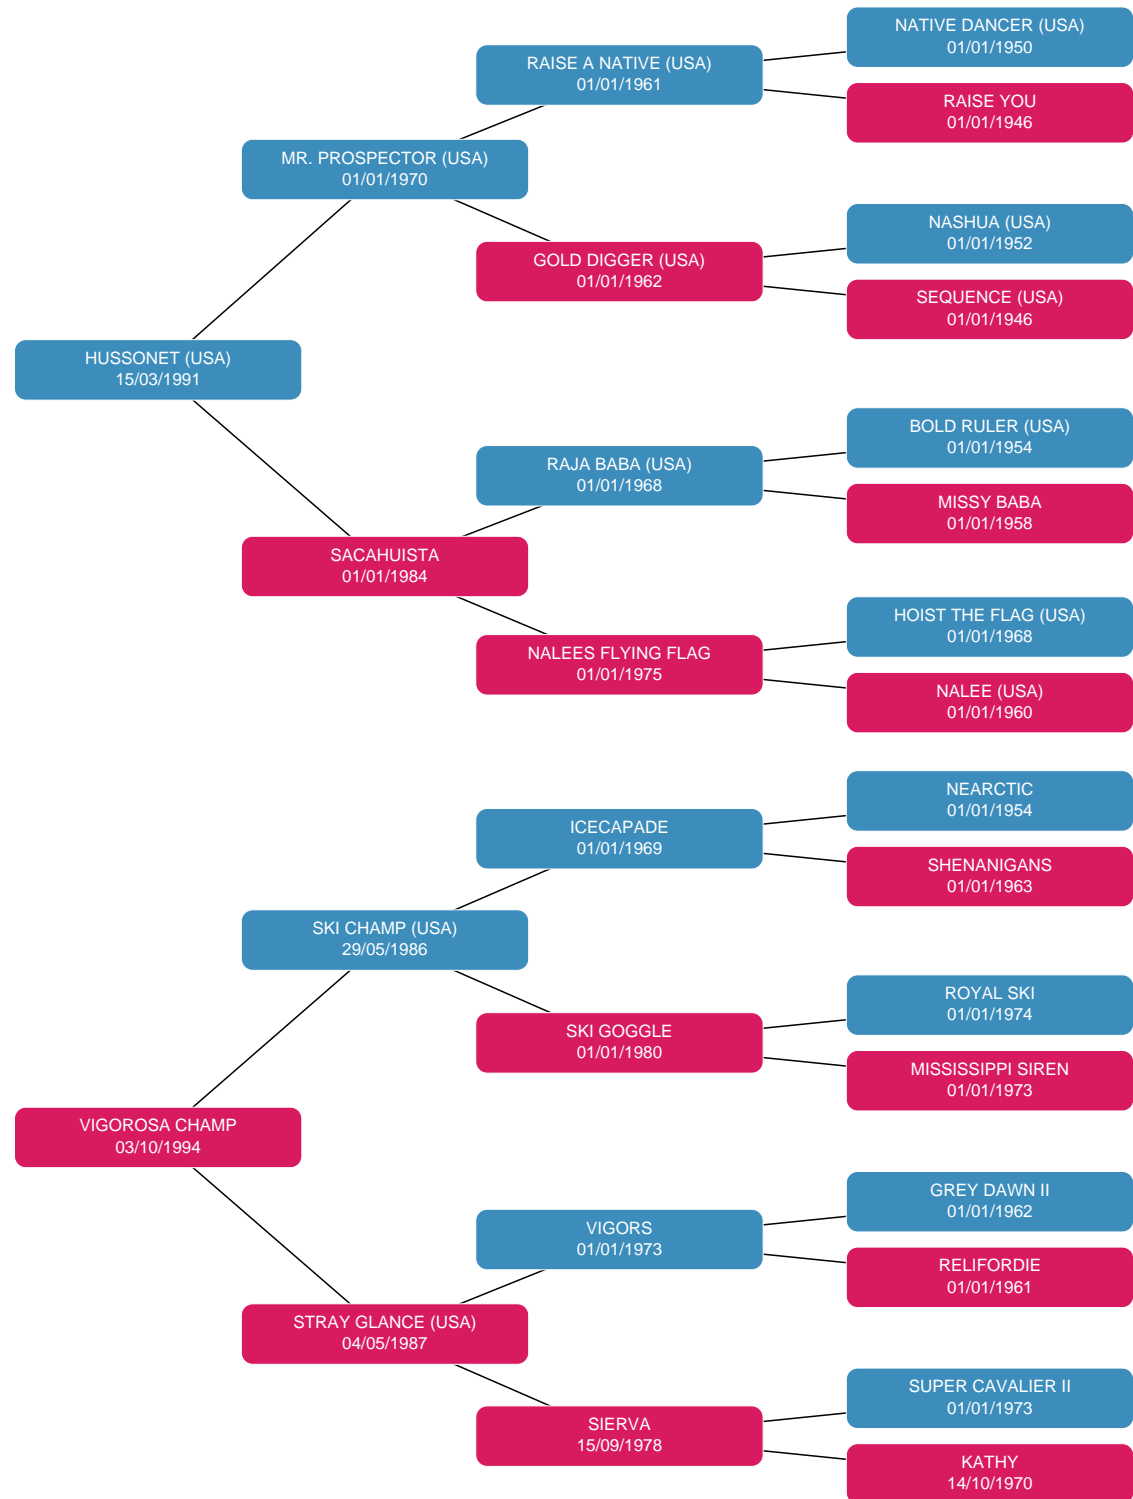 NATIVE DANCER (USA)
01/01/1950
RAISE A NATIVE (USA)
01/01/1961
RAISE YOU
01/01/1946
MR. PROSPECTOR (USA)
01/01/1970
NASHUA (USA)
01/01/1952
GOLD DIGGER (USA)
01/01/1962
SEQUENCE (USA)
01/01/1946
HUSSONET (USA)
15/03/1991
BOLD RULER (USA)
01/01/1954
RAJA BABA (USA)
01/01/1968
MISSY BABA
01/01/1958
SACAHUISTA
01/01/1984
HOIST THE FLAG (USA)
01/01/1968
NALEES FLYING FLAG
01/01/1975
NALEE (USA)
01/01/1960
NEARCTIC
01/01/1954
ICECAPADE
01/01/1969
SHENANIGANS
01/01/1963
SKI CHAMP (USA)
29/05/1986
ROYAL SKI
01/01/1974
SKI GOGGLE
01/01/1980
MISSISSIPPI SIREN
01/01/1973
VIGOROSA CHAMP
03/10/1994
GREY DAWN II
01/01/1962
VIGORS
01/01/1973
RELIFORDIE
01/01/1961
STRAY GLANCE (USA)
04/05/1987
SUPER CAVALIER II
01/01/1973
SIERVA
15/09/1978
KATHY
14/10/1970